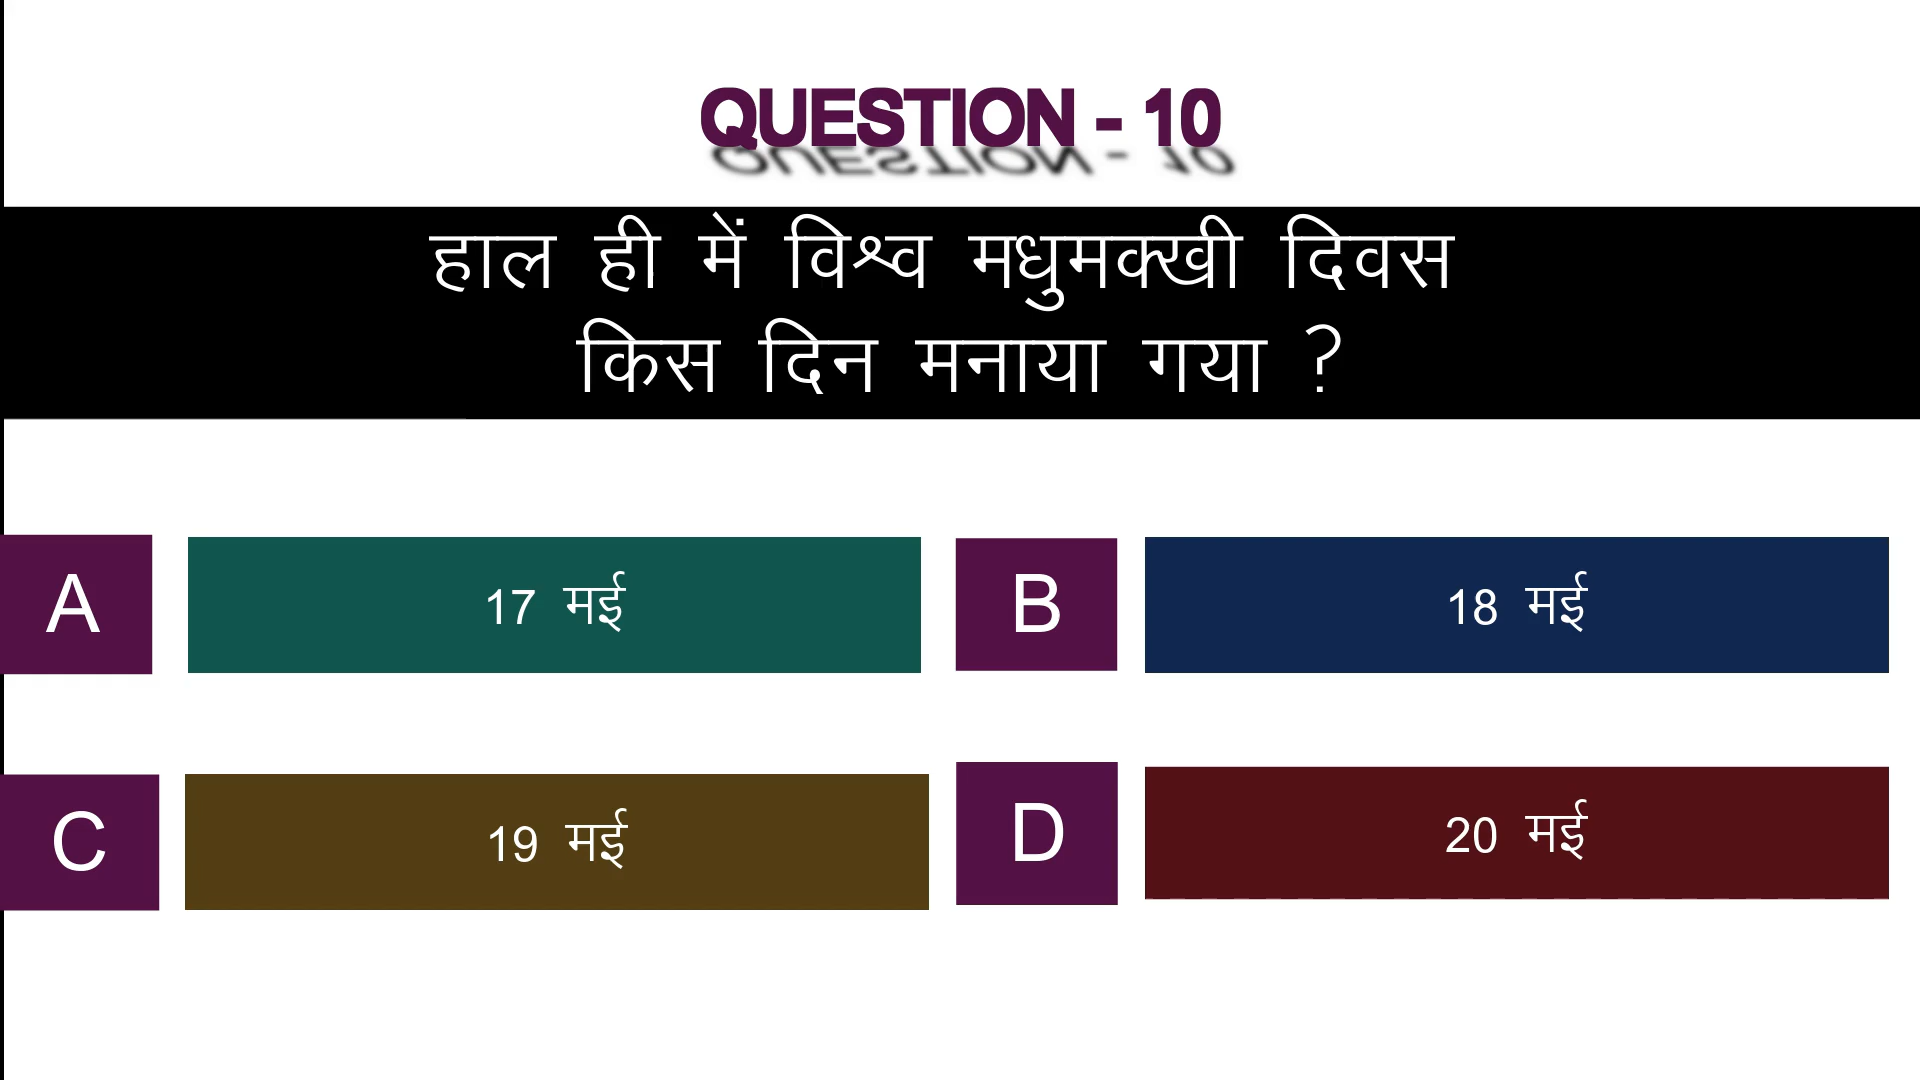 QUESTION - 10
हाल ही में विश्व मधुमक्खी दिवस
किस दिन मनाया गया ?
A
17 मई
B
18 मई
C
19 मई
D
20 मई